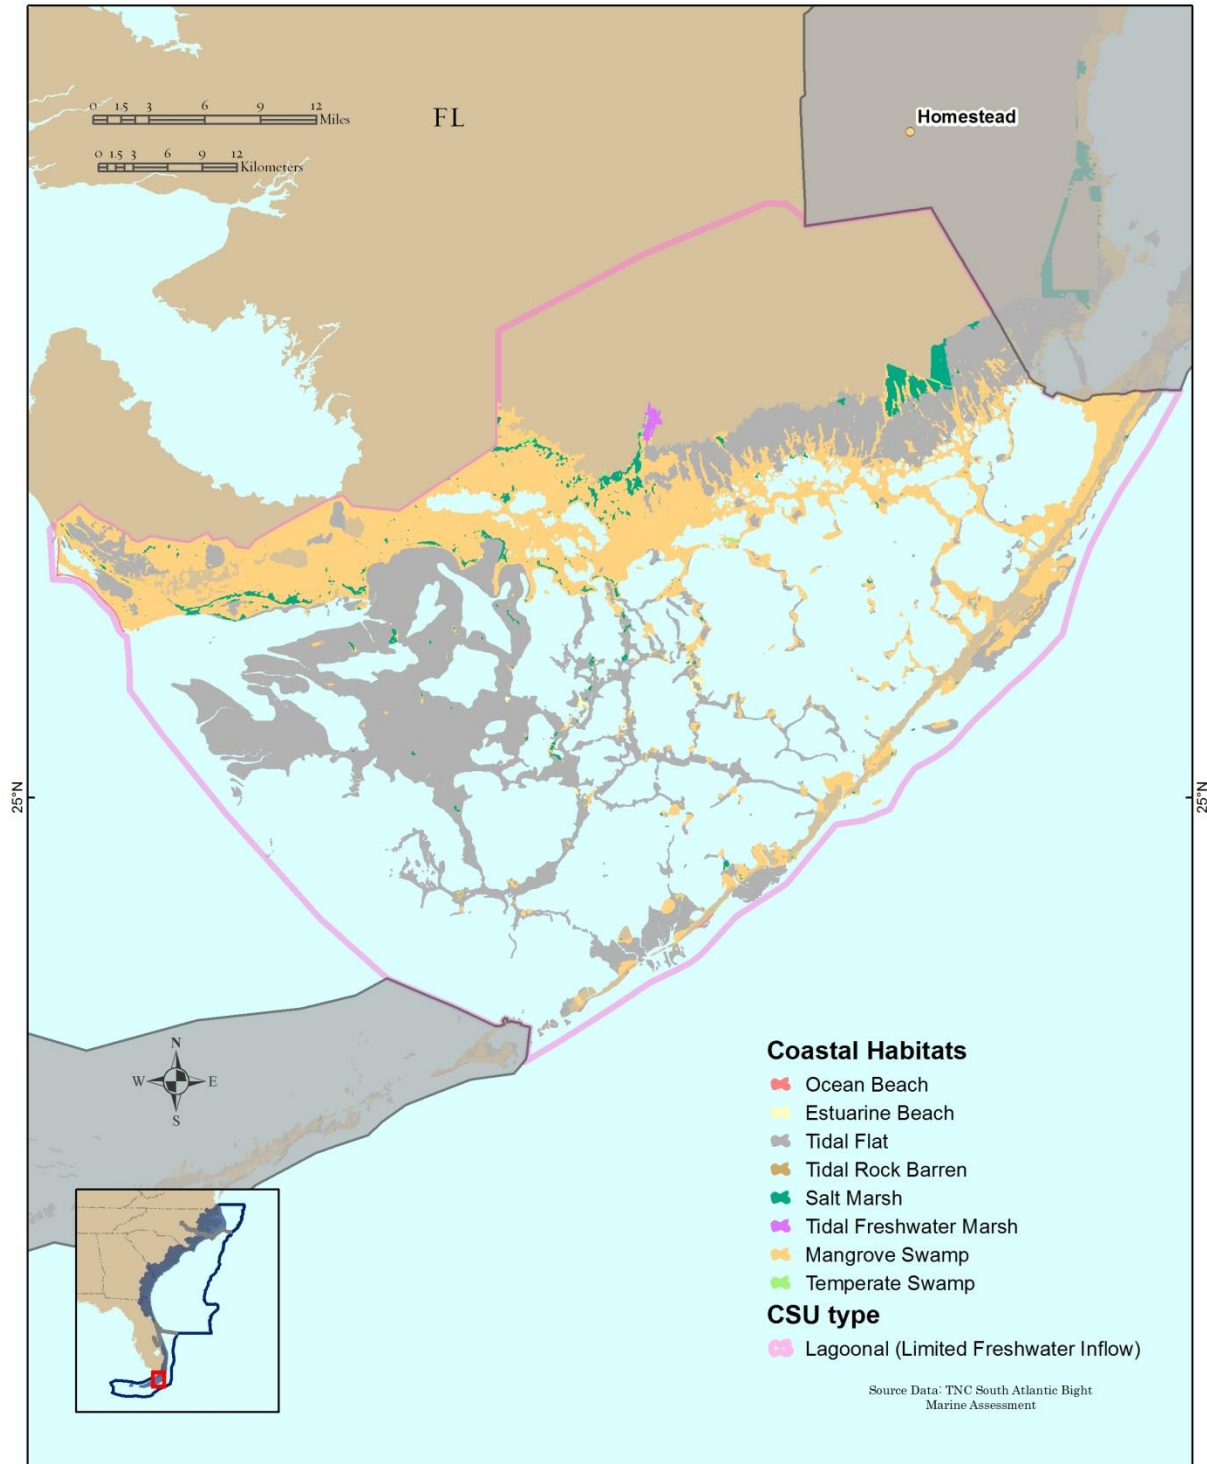 0 1.5 3 6 9 12
Miles
FL
Homestead
0 1.5 3 6 9 12
Kilometers
25°N
25°N
N
W E
S
Coastal Habitats
Ocean Beach
Estuarine Beach
Tidal Flat
Tidal Rock Barren
Salt Marsh
Tidal Freshwater Marsh
Mangrove Swamp
Temperate Swamp
CSU type
Lagoonal (Limited Freshwater Inflow)
Source Data: TNC South Atlantic Bight
Marine Assessment